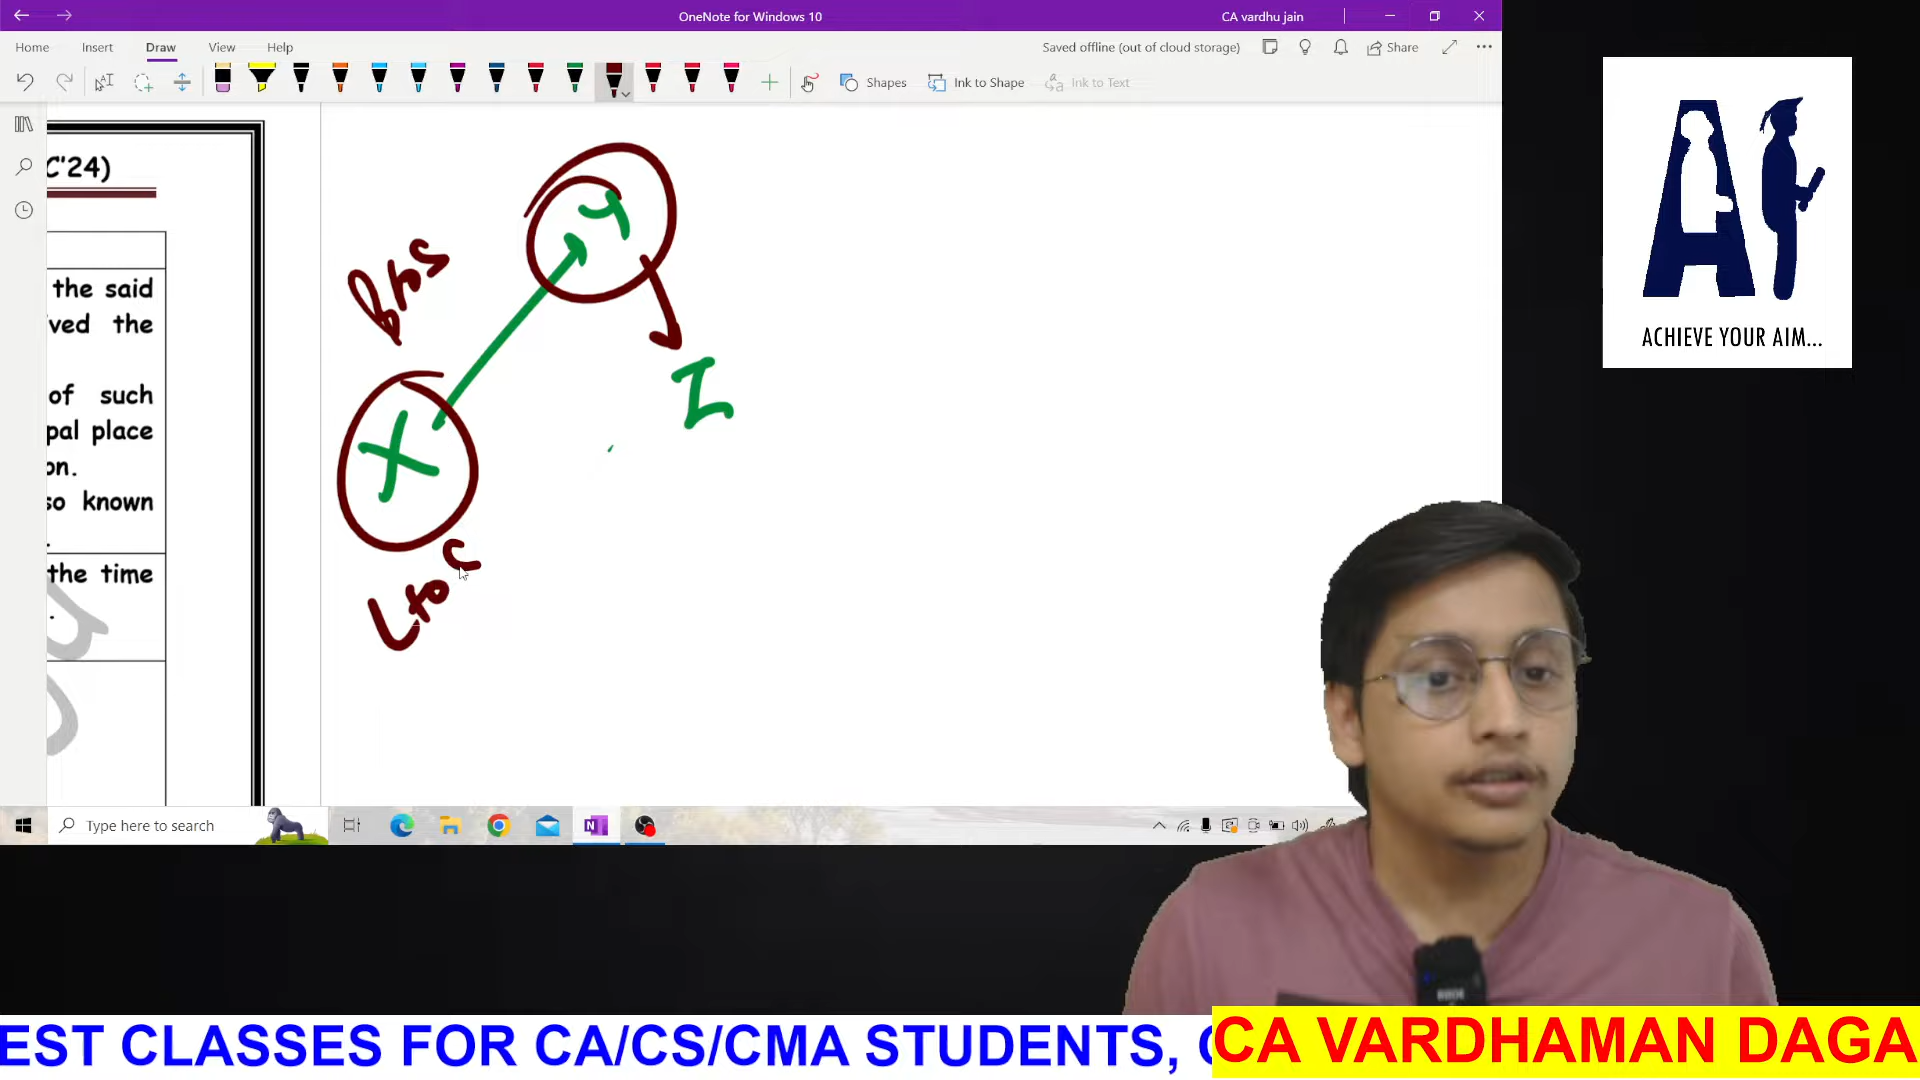 OneNote for Windows 10
CA vardhu jain
Home Insert Draw View Help
Saved offline (out of cloud storage)
Share
Shapes
Ink to Shape
Ink to Text
C'24)
the said
ved the
of such
pal place
on.
so known
.
the time
.
Y
Btos
X
I
Ltos
ACHIEVE YOUR AIM...
Type here to search
EST CLASSES FOR CA/CS/CMA STUDENTS,
CA VARDHAMAN DAGA